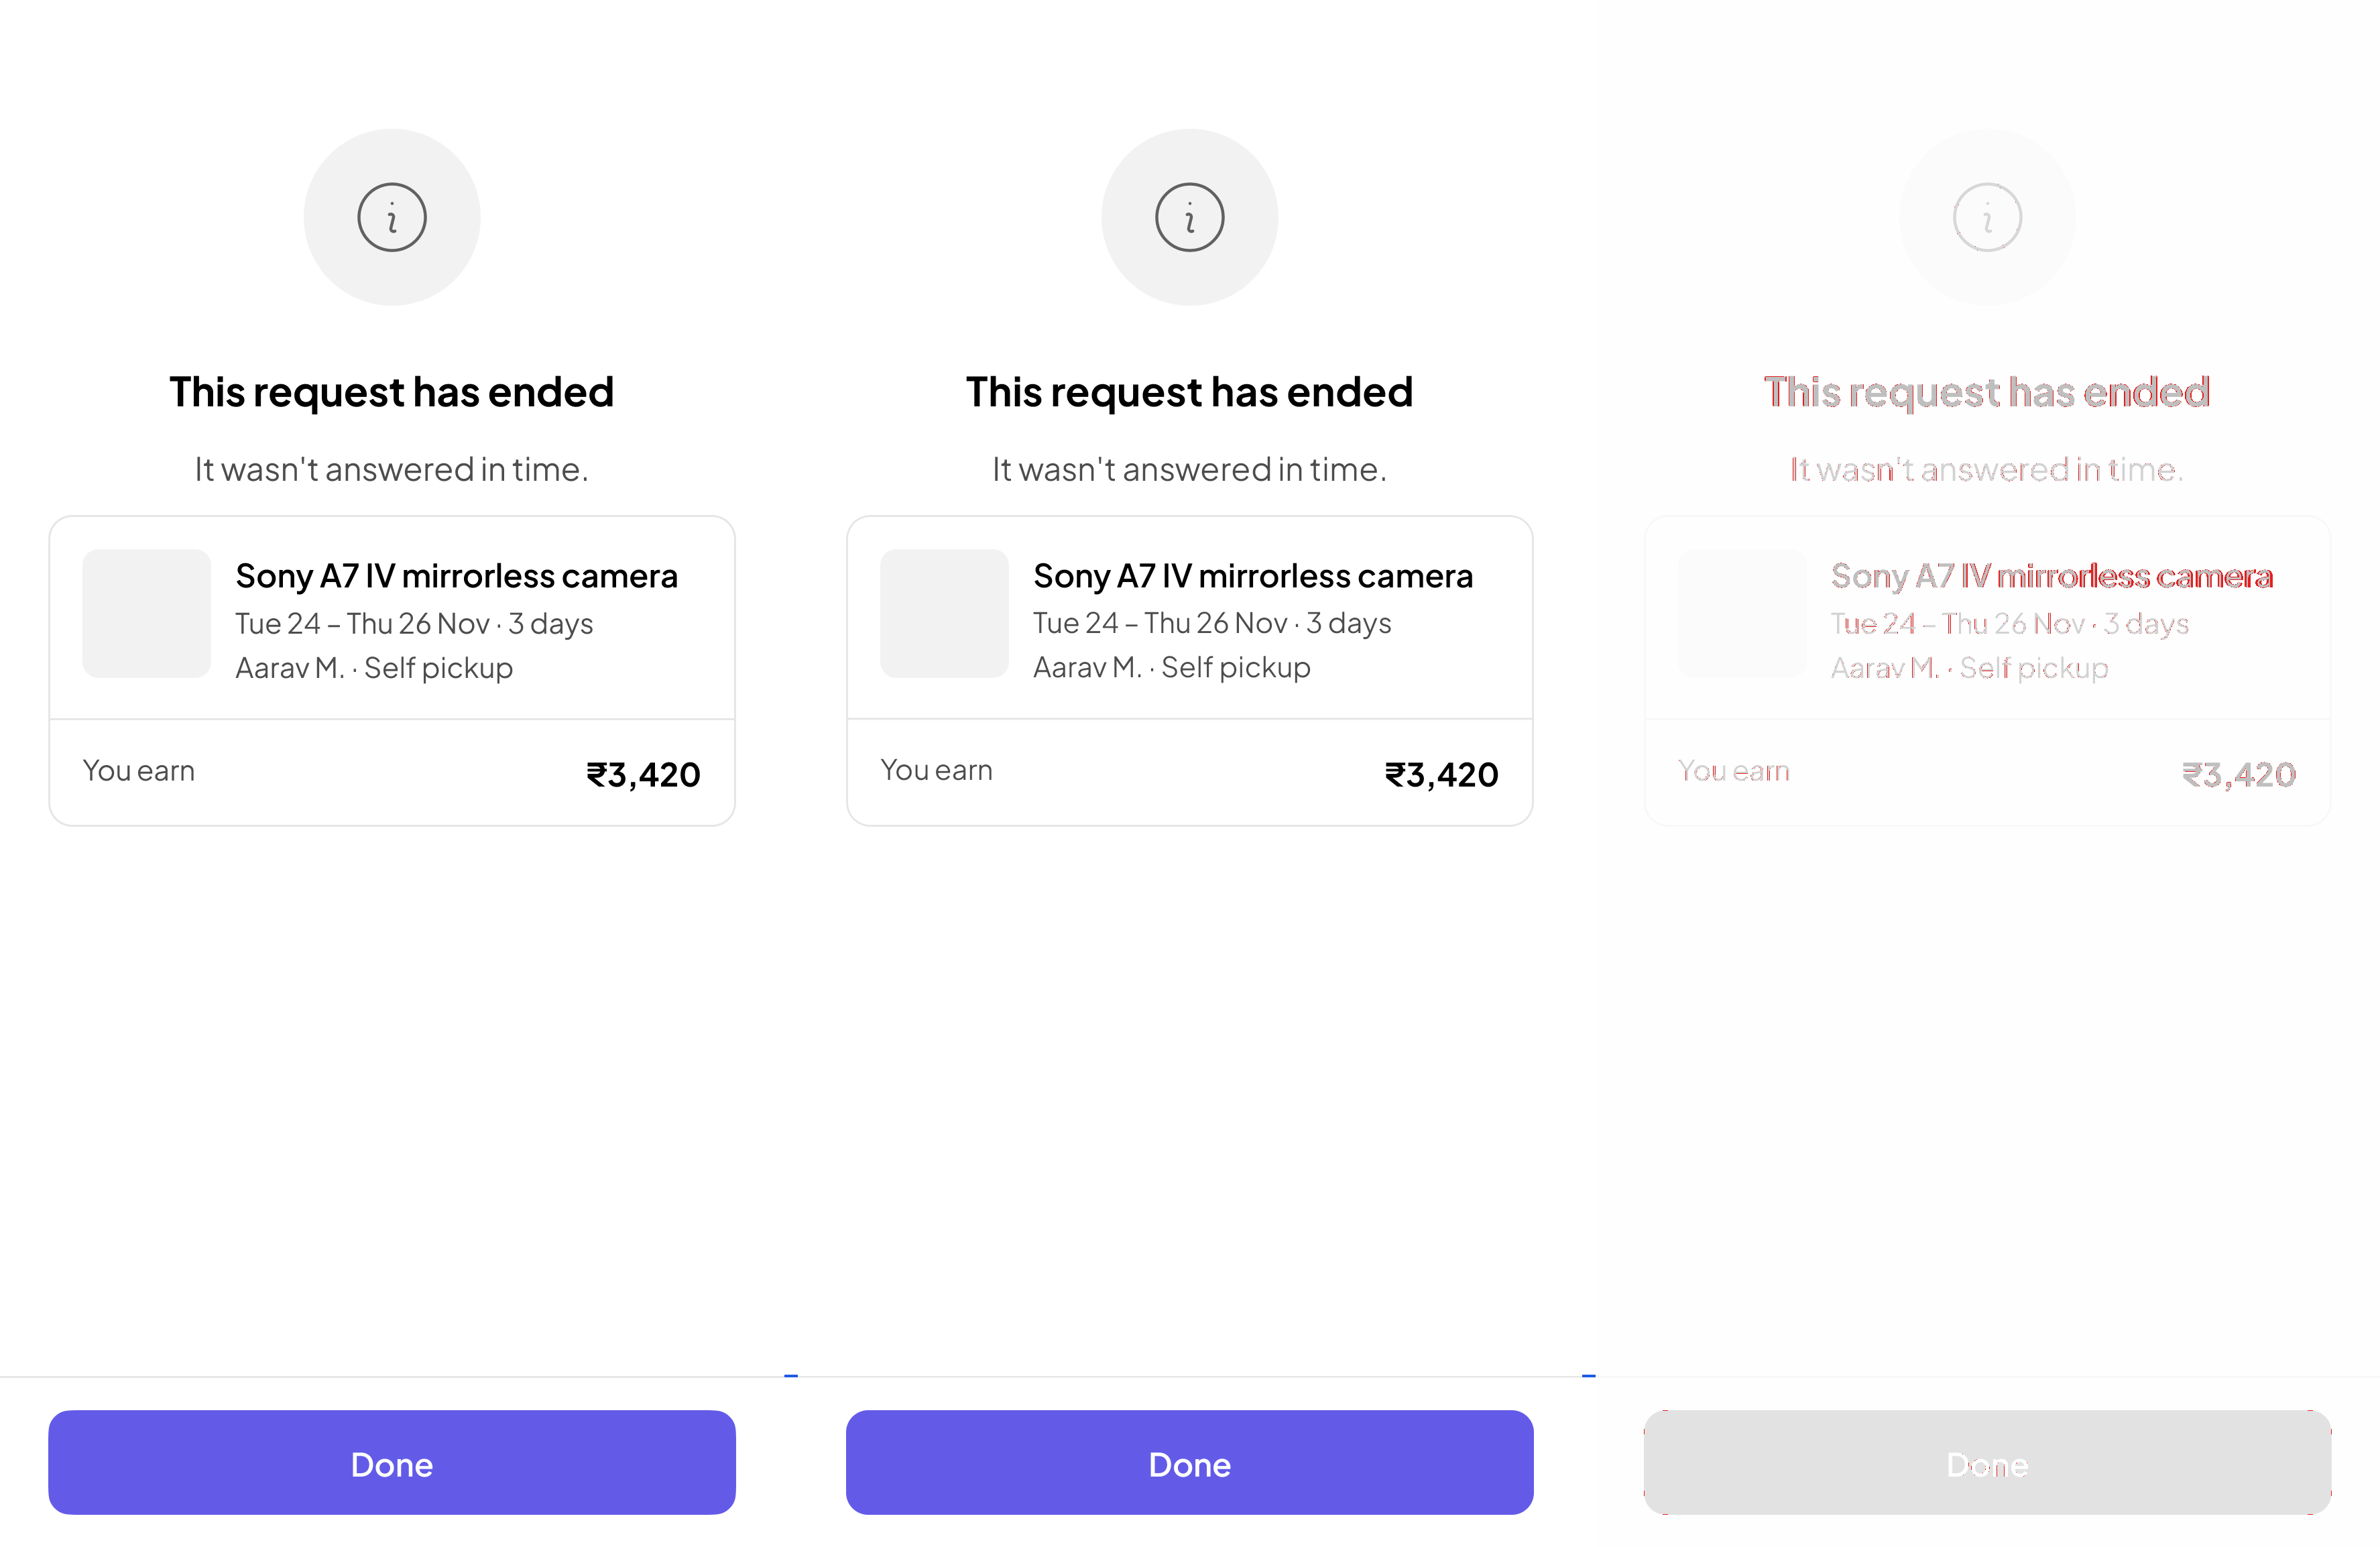 This request has ended
It wasn't answered in time.
Sony A7 IV mirrorless camera
Tue 24 – Thu 26 Nov · 3 days
Aarav M. · Self pickup
You earn
₹3,420
Done
This request has ended
It wasn't answered in time.
Sony A7 IV mirrorless camera
Tue 24 – Thu 26 Nov · 3 days
Aarav M. · Self pickup
You earn
₹3,420
Done
This request has ended
It wasn't answered in time.
Sony A7 IV mirrorless camera
Tue 24 – Thu 26 Nov · 3 days
Aarav M. · Self pickup
You earn
₹3,420
Done